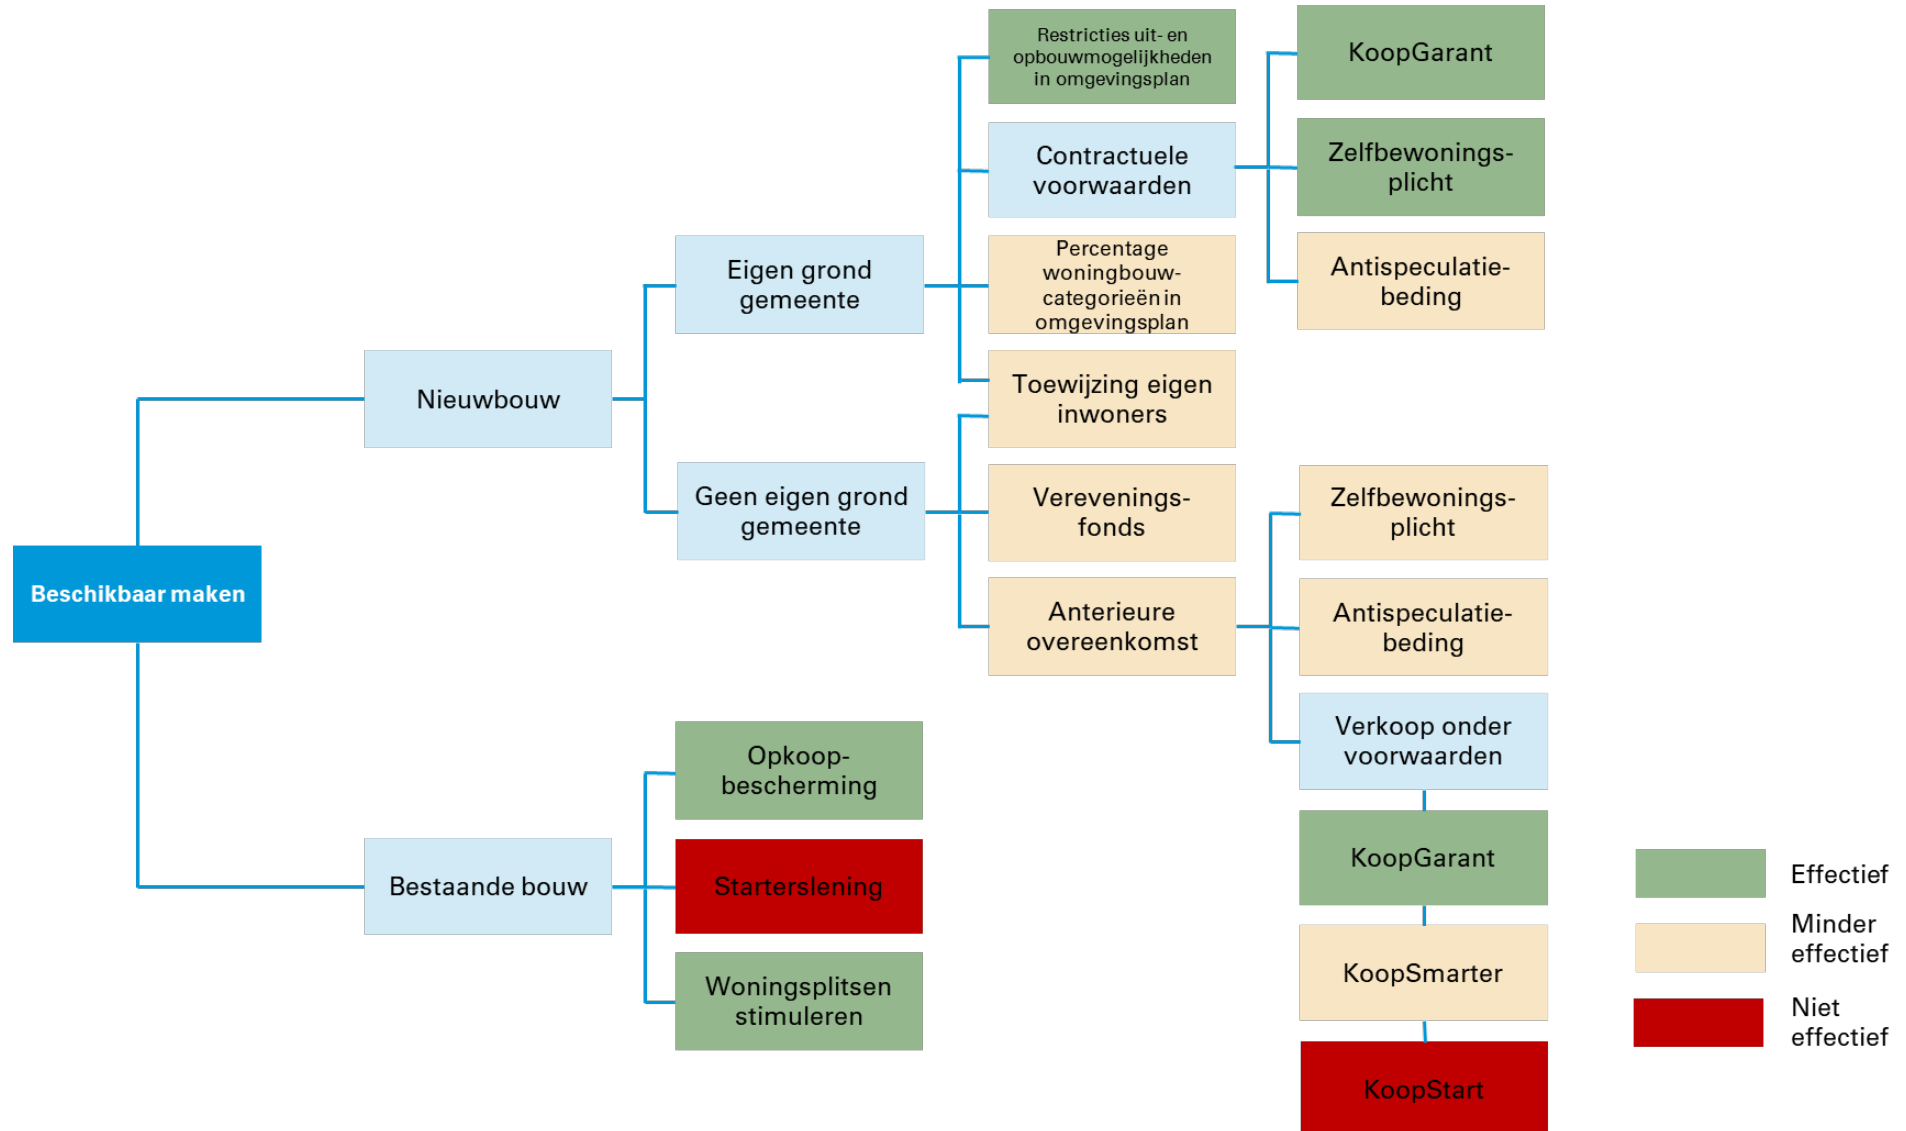 Beschikbaar maken
Nieuwbouw
Bestaande bouw
Eigen grond
gemeente
Geen eigen grond
gemeente
Opkoop-
bescherming
Starterslening
Woningsplitsen
stimuleren
Restricties uit- en
opbouwmogelijkheden
in omgevingsplan
Contractuele
voorwaarden
Percentage
woningbouw-
categorieën in
omgevingsplan
Toewijzing eigen
inwoners
Verevenings-
fonds
Anterieure
overeenkomst
KoopGarant
Zelfbewonings-
plicht
Antispeculatie-
beding
Zelfbewonings-
plicht
Antispeculatie-
beding
Verkoop onder
voorwaarden
KoopGarant
KoopSmarter
KoopStart
Effectief
Minder
effectief
Niet
effectief